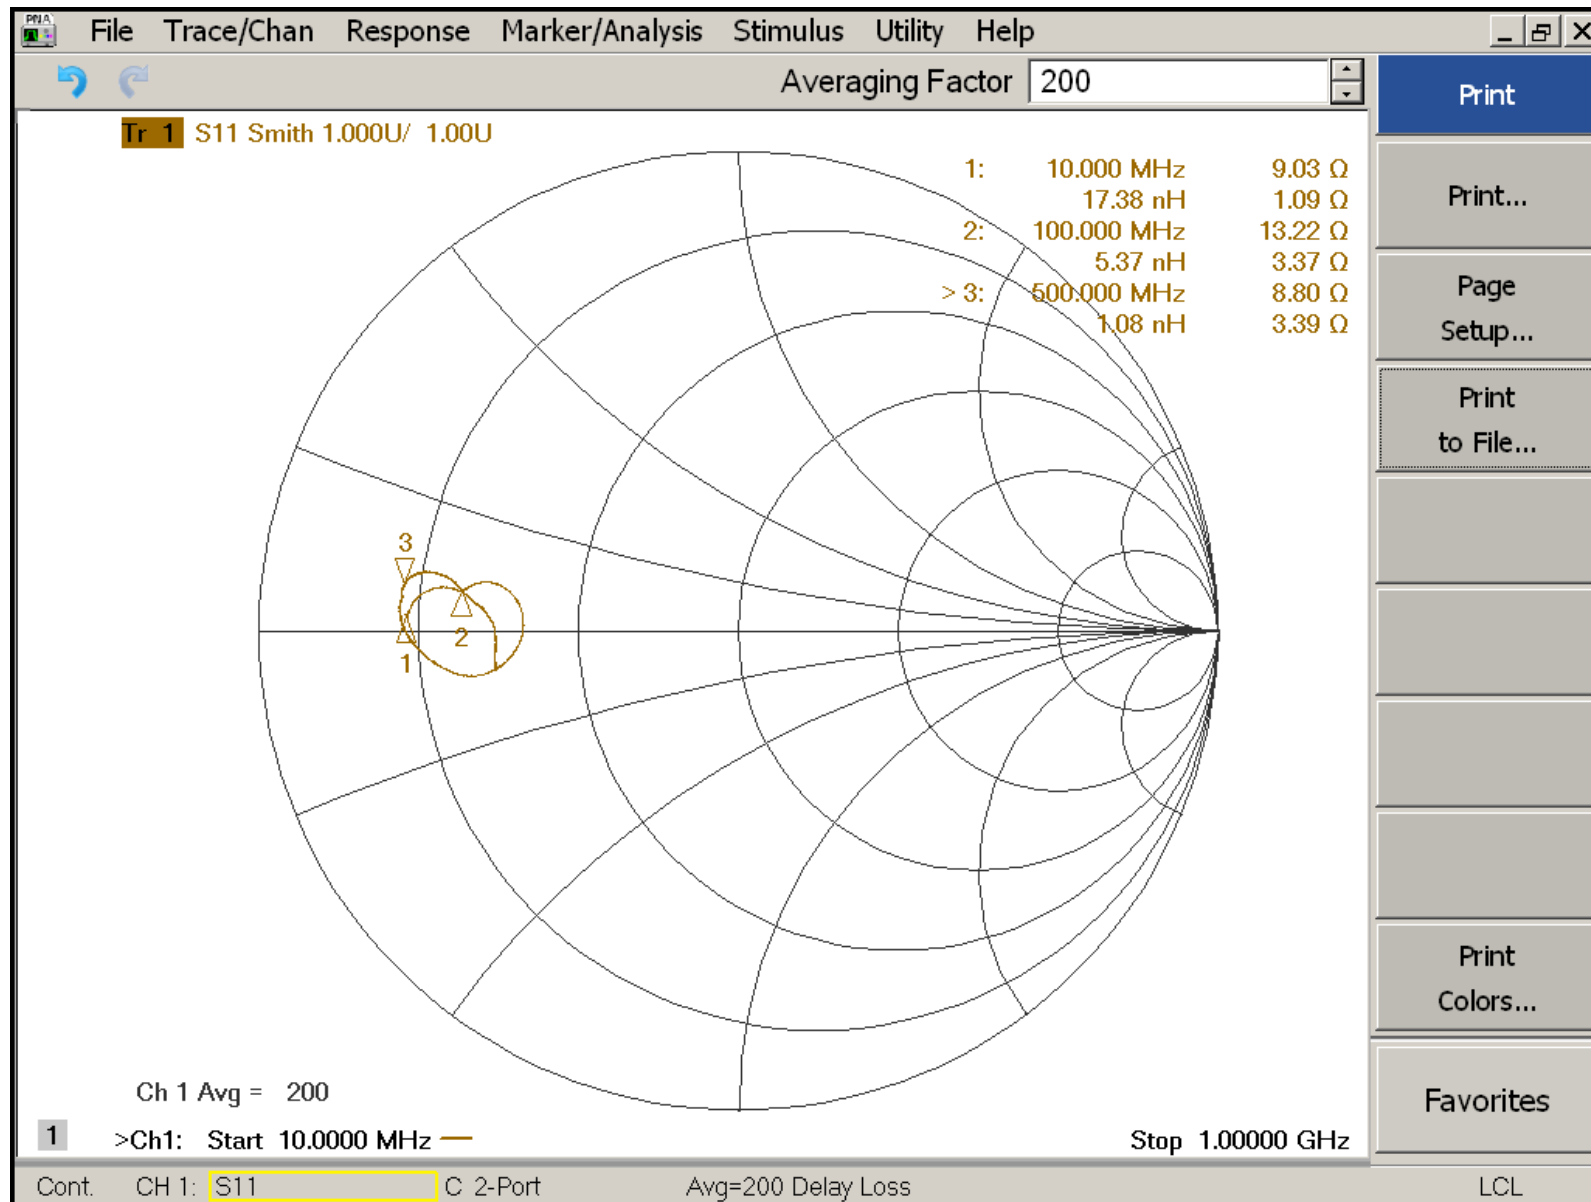 PNA
File Trace/Chan Response Marker/Analysis Stimulus Utility Help
Averaging Factor 200
Print
Tr 1 S11 Smith 1.000U/ 1.00U
1: 10.000 MHz 9.03 Ω
17.38 nH 1.09 Ω
2: 100.000 MHz 13.22 Ω
5.37 nH 3.37 Ω
> 3: 500.000 MHz 8.80 Ω
1.08 nH 3.39 Ω
Print...
Page
Setup...
Print
to File...
3
2
1
Print
Colors...
Ch 1 Avg = 200
Favorites
1 >Ch1: Start 10.0000 MHz Stop 1.00000 GHz
Cont. CH 1: S11 C 2-Port Avg=200 Delay Loss LCL